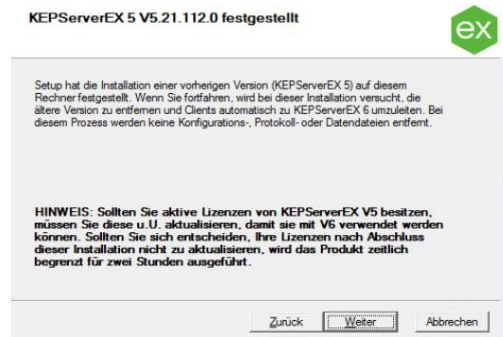 KEPServerEX 5 V5.21.112.0 festgestellt
ex
Setup hat die Installation einer vorherigen Version (KEPServerEX 5) auf diesem
Rechner festgestellt. Wenn Sie fortfahren, wird bei dieser Installation versucht, die
ältere Version zu entfernen und Clients automatisch zu KEPServerEX 6 umzuleiten. Bei
diesem Prozess werden keine Konfigurations-, Protokoll- oder Datendateien entfernt.
HINWEIS: Sollten Sie aktive Lizenzen von KEPServerEX V5 besitzen,
müssen Sie diese u.U. aktualisieren, damit sie mit V6 verwendet werden
können. Sollten Sie sich entscheiden, Ihre Lizenzen nach Abschluss
dieser Installation nicht zu aktualisieren, wird das Produkt zeitlich
begrenzt für zwei Stunden ausgeführt.
Zurück Weiter Abbrechen